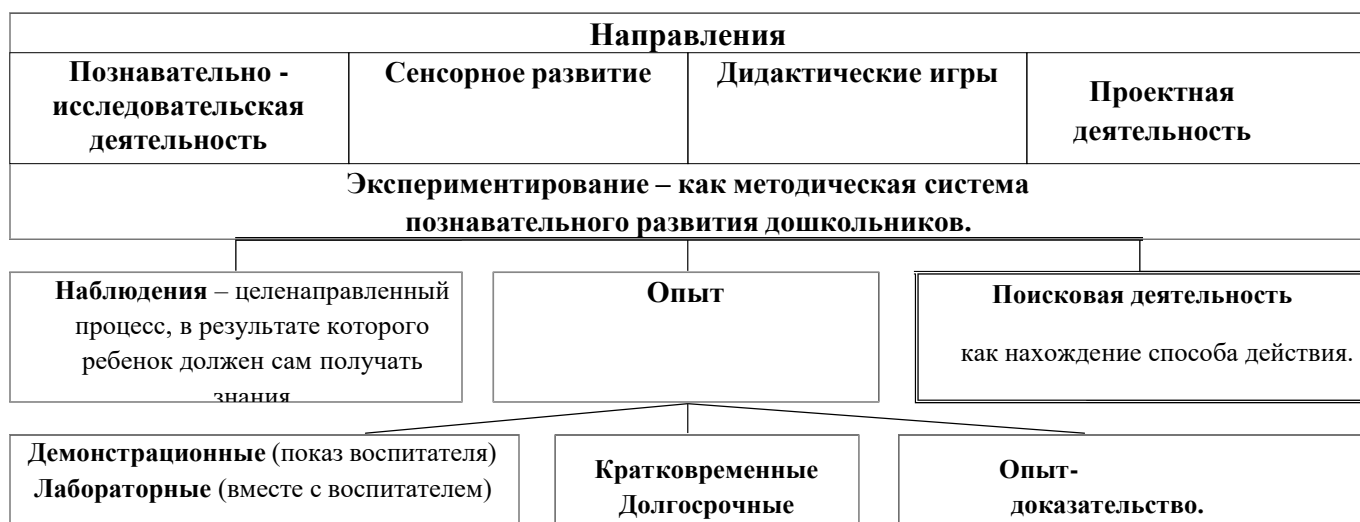 Направления
Познавательно -
исследовательская
деятельность
Сенсорное развитие
Дидактические игры
Проектная
деятельность
Экспериментирование – как методическая система
познавательного развития дошкольников.
Наблюдения – целенаправленный
процесс, в результате которого
ребенок должен сам получать
знания
Опыт
Поисковая деятельность
как нахождение способа действия.
Демонстрационные (показ воспитателя)
Лабораторные (вместе с воспитателем)
Кратковременные
Долгосрочные
Опыт-
доказательство.